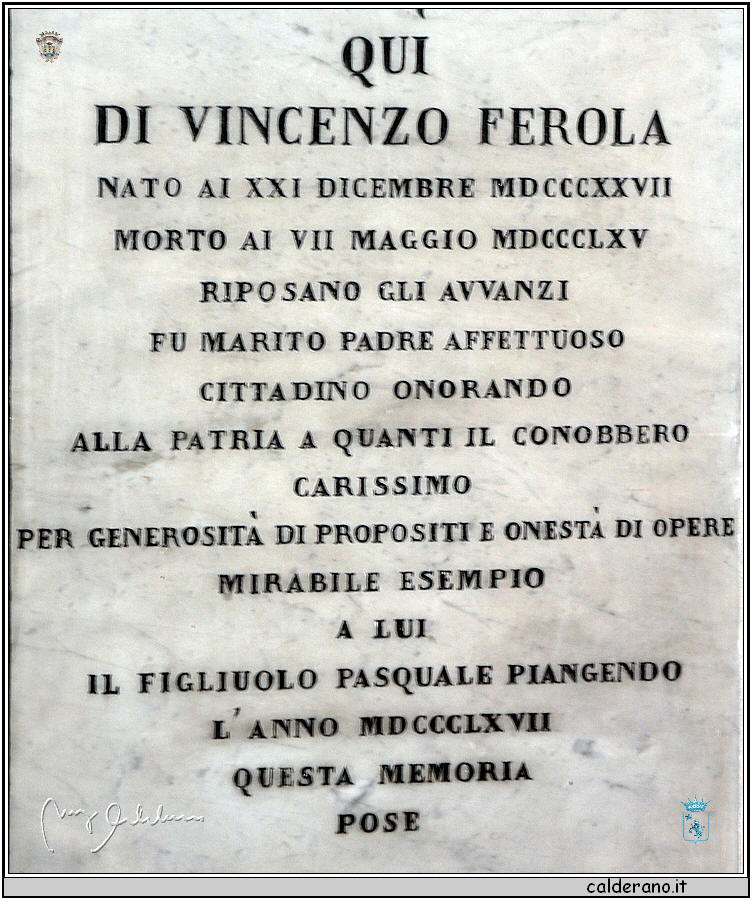 QUI
DI VINCENZO FEROLA
NATO AI XXI DICEMBRE MDCCCXXVII
MORTO AI VII MAGGIO MDCCCLXV
RIPOSANO GLI AVVANZI
FU MARITO PADRE AFFETTUOSO
CITTADINO ONORANDO
ALLA PATRIA A QUANTI IL CONOBBERO
CARISSIMO
PER GENEROSITÀ DI PROPOSITI E ONESTÀ DI OPERE
MIRABILE ESEMPIO
A LUI
IL FIGLIUOLO PASQUALE PIANGENDO
L'ANNO MDCCCLXVII
QUESTA MEMORIA
POSE
calderano.it